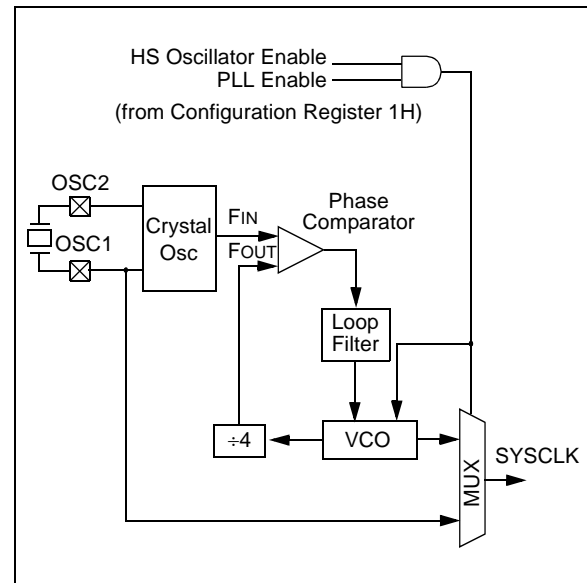 HS Oscillator Enable
PLL Enable
(from Configuration Register 1H)
OSC2
OSC1
Crystal
Osc
FIN
FOUT
Phase
Comparator
Loop
Filter
÷4
VCO
MUX
SYSCLK